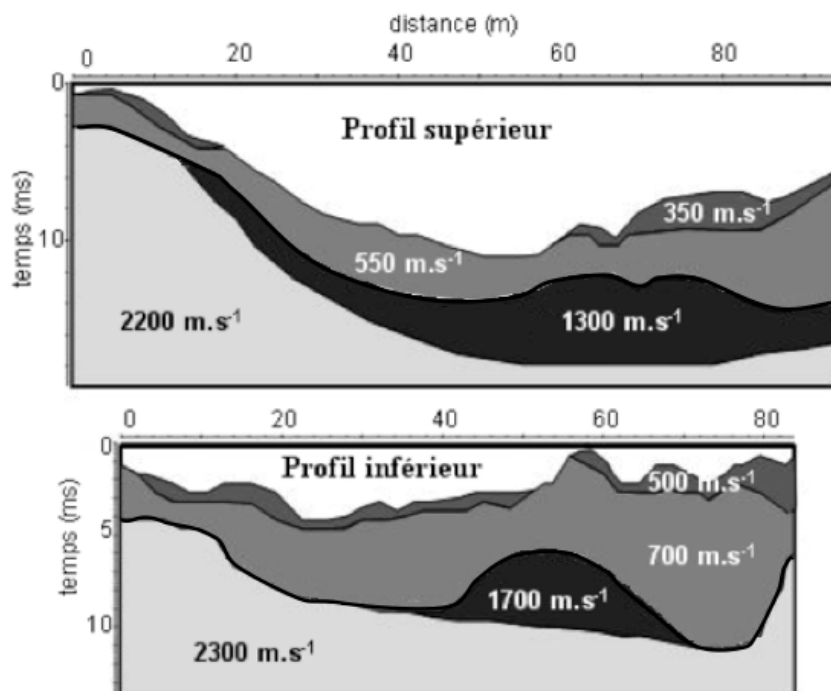 distance (m)
0 20 40 60 80
0
Profil supérieur
350 m.s-1
10
550 m.s-1
2200 m.s-1
1300 m.s-1
temps (ms)
0 20 40 60 80
0
Profil inférieur
500 m.s-1
5
700 m.s-1
1700 m.s-1
10
2300 m.s-1
temps (ms)